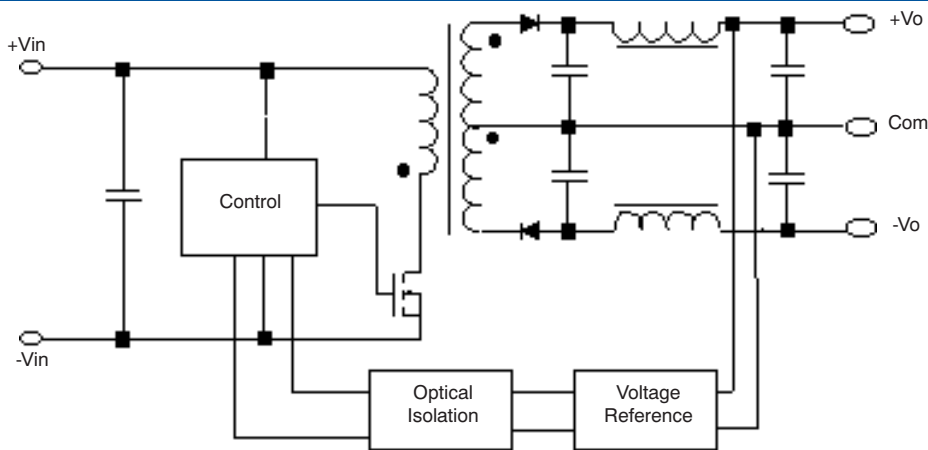 +Vin
+Vo
Com
Control
-Vo
-Vin
Optical
Isolation
Voltage
Reference